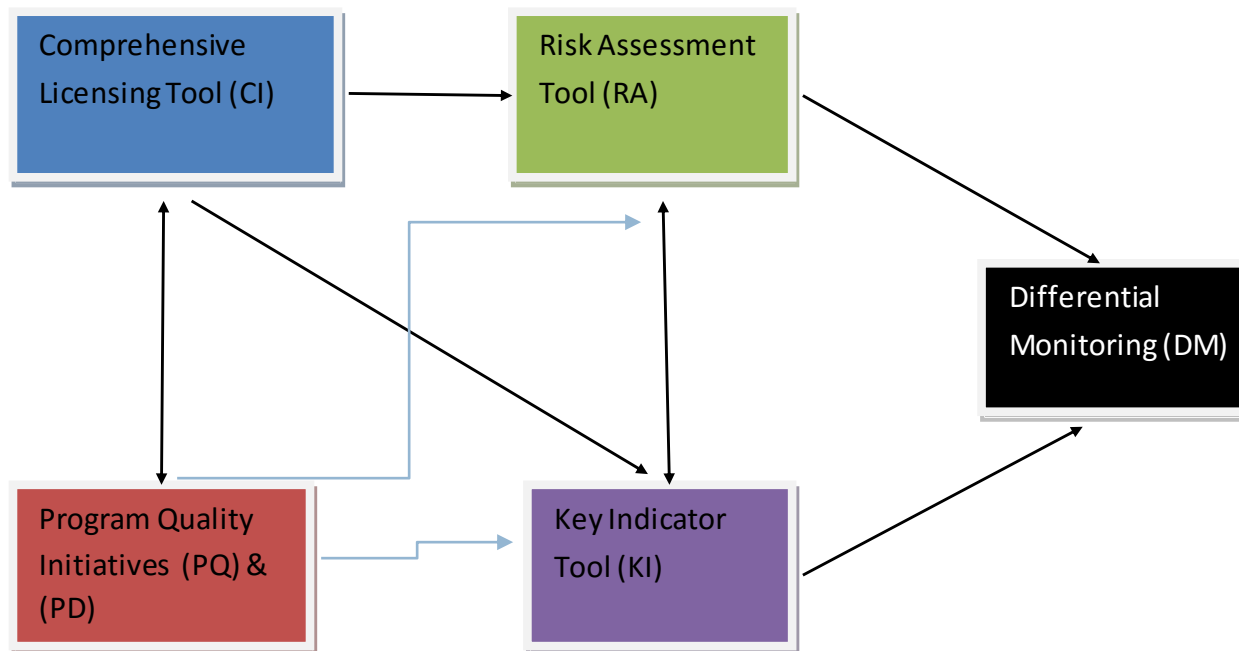 Comprehensive
Licensing Tool (CI)
Risk Assessment
Tool (RA)
Differential
Monitoring (DM)
Program Quality
Initiatives (PQ) &
(PD)
Key Indicator
Tool (KI)